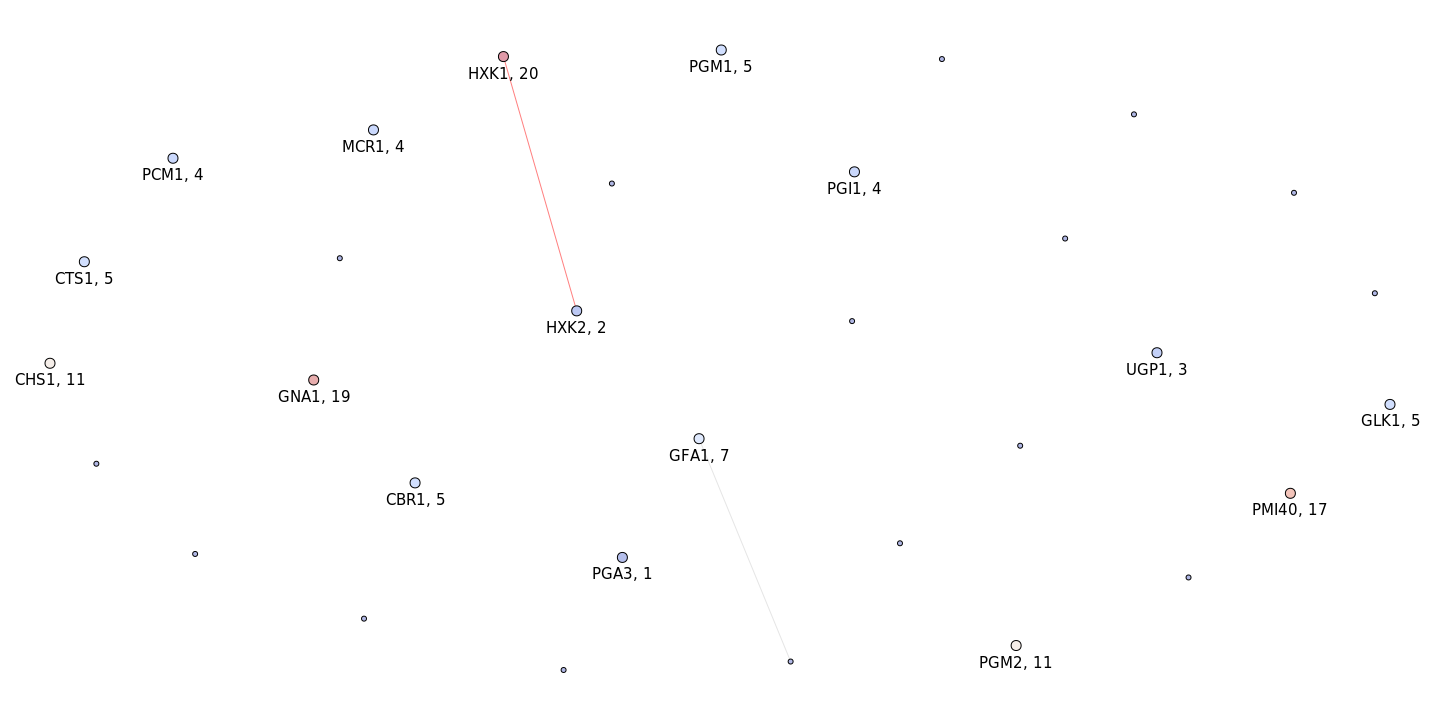 HXK1, 20
PGM1, 5
MCR1, 4
PCM1, 4
PGI1, 4
CTS1, 5
HXK2, 2
UGP1, 3
CHS1, 11
GNA1, 19
GLK1, 5
GFA1, 7
CBR1, 5
PMI40, 17
PGA3, 1
PGM2, 11